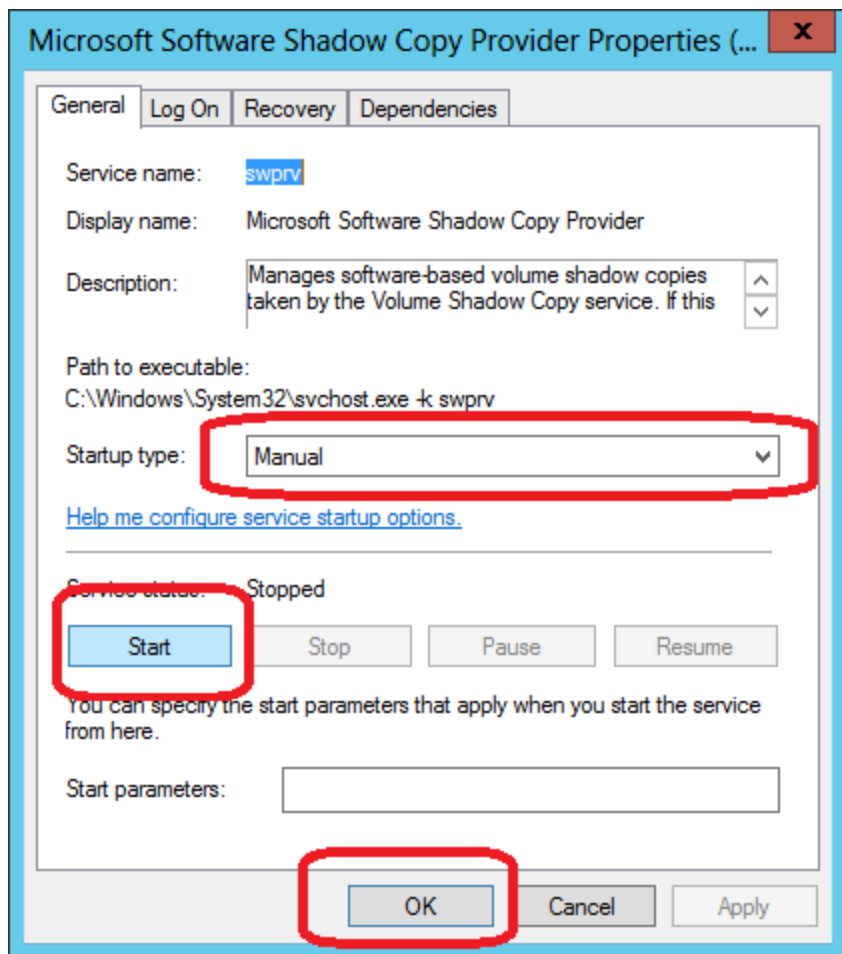 Microsoft Software Shadow Copy Provider Properties (... x
General Log On Recovery Dependencies
Service name: swprv
Display name: Microsoft Software Shadow Copy Provider
Description: Manages software-based volume shadow copies
taken by the Volume Shadow Copy service. If this
Path to executable:
C:\Windows\System32\svchost.exe -k swprv
Startup type: Manual
Help me configure service startup options.
Service status: Stopped
Start Stop Pause Resume
You can specify the start parameters that apply when you start the service
from here.
Start parameters:
OK Cancel Apply